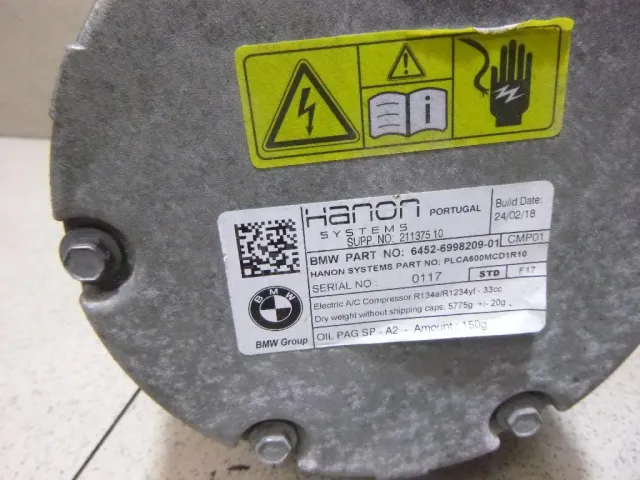 Hanon
SYSTEMS
PORTUGAL
Build Date:
24/02/18
SUPP. NO: 211375 10
BMW PART NO: 6452-6998209-01
CMP01
HANON SYSTEMS PART NO: PLCA600MCD1R10
SERIAL NO: 0117
STD
F17
Electric A/C Compressor R134a/R1234yf - 33cc
Dry weight without shipping caps: 5775g +/- 20g
OIL PAG SP - A2 - Amount : 150g
BMW
BMW Group